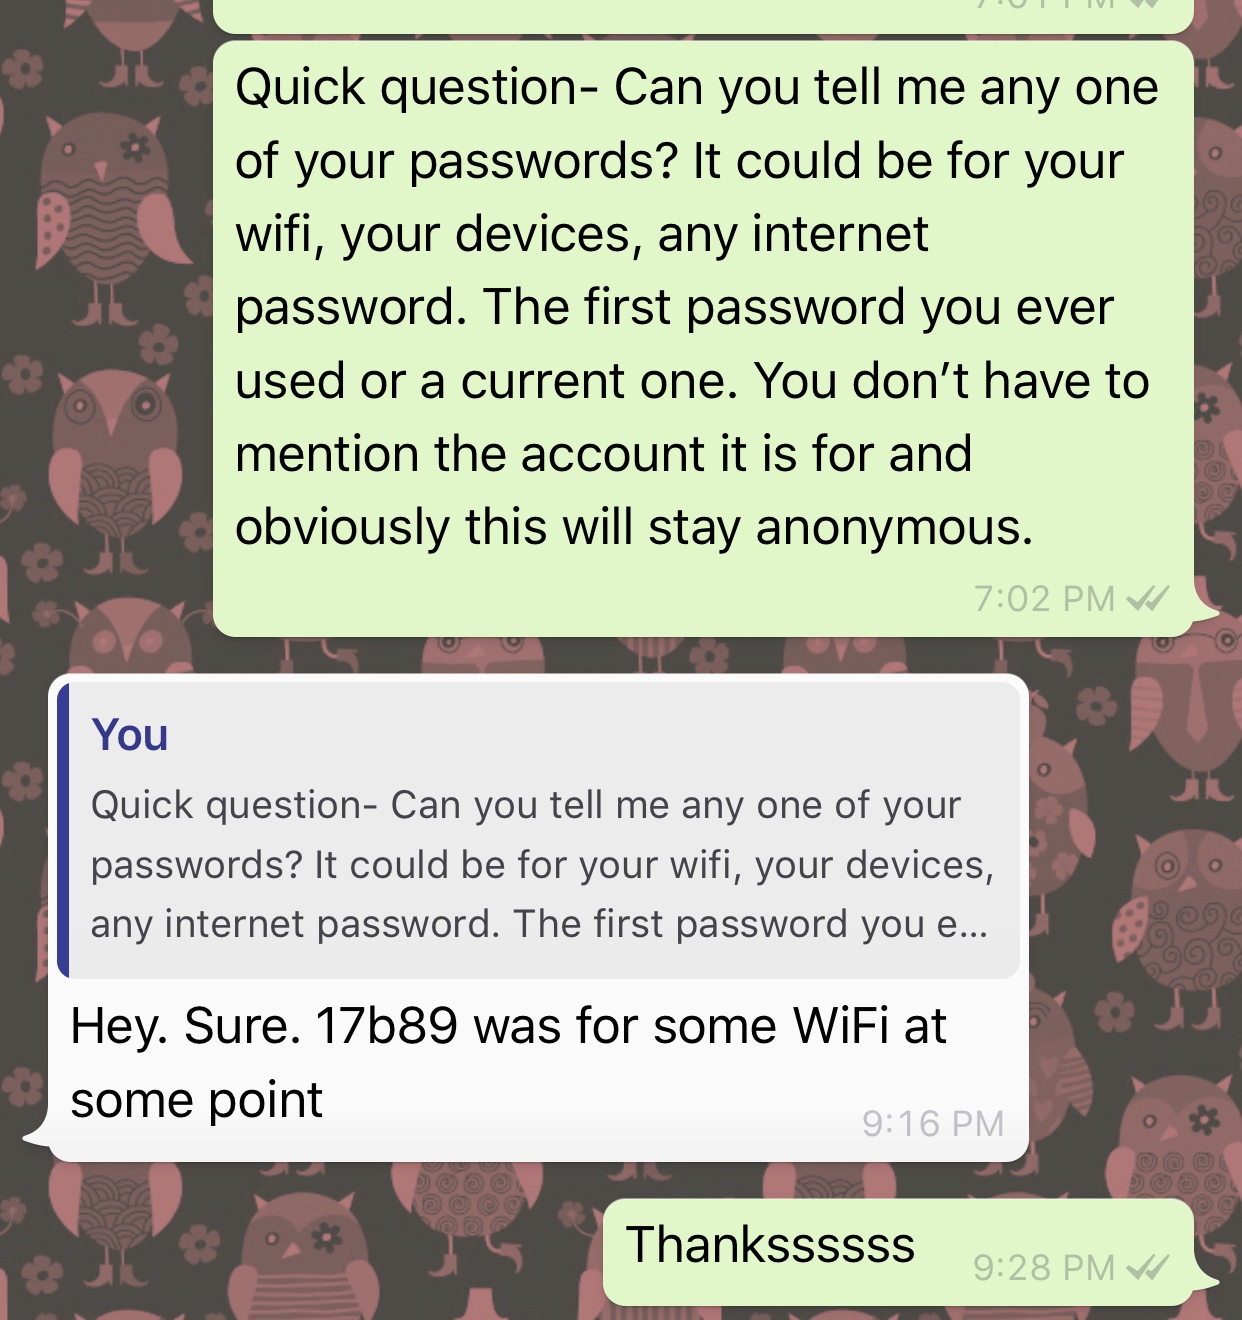 7:01 PM
Quick question- Can you tell me any one
of your passwords? It could be for your
wifi, your devices, any internet
password. The first password you ever
used or a current one. You don’t have to
mention the account it is for and
obviously this will stay anonymous.
7:02 PM
You
Quick question- Can you tell me any one of your
passwords? It could be for your wifi, your devices,
any internet password. The first password you e...
Hey. Sure. 17b89 was for some WiFi at
some point
9:16 PM
Thankssssss
9:28 PM